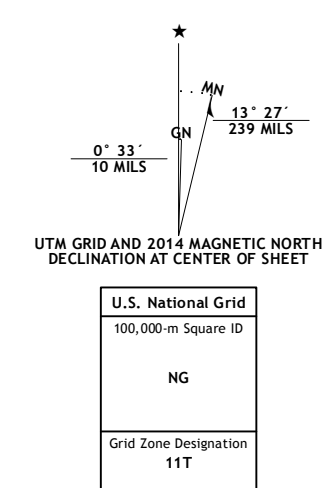 ★
MN
GN
13° 27´
239 MILS
0° 33´
10 MILS
UTM GRID AND 2014 MAGNETIC NORTH
DECLINATION AT CENTER OF SHEET
U.S. National Grid
100,000-m Square ID
NG
Grid Zone Designation
11T